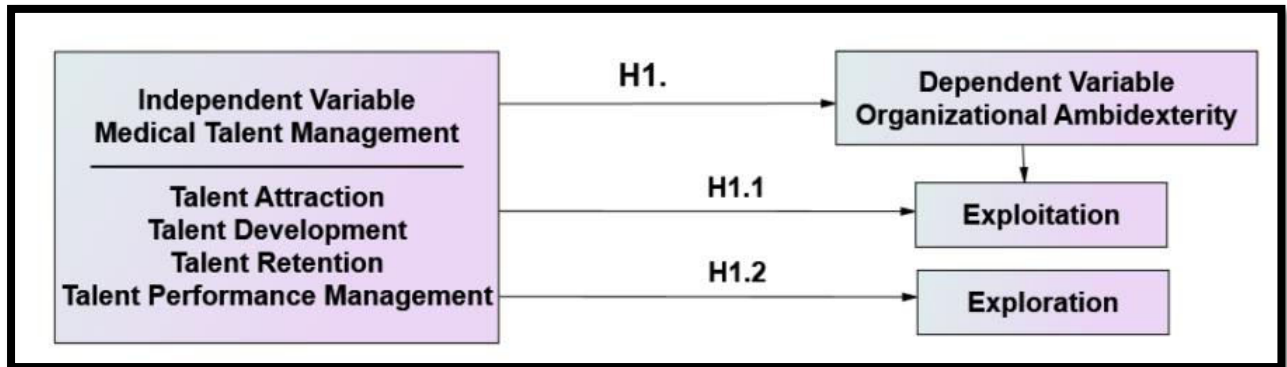 Independent Variable
Medical Talent Management
Talent Attraction
Talent Development
Talent Retention
Talent Performance Management
H1.
H1.1
H1.2
Dependent Variable
Organizational Ambidexterity
Exploitation
Exploration